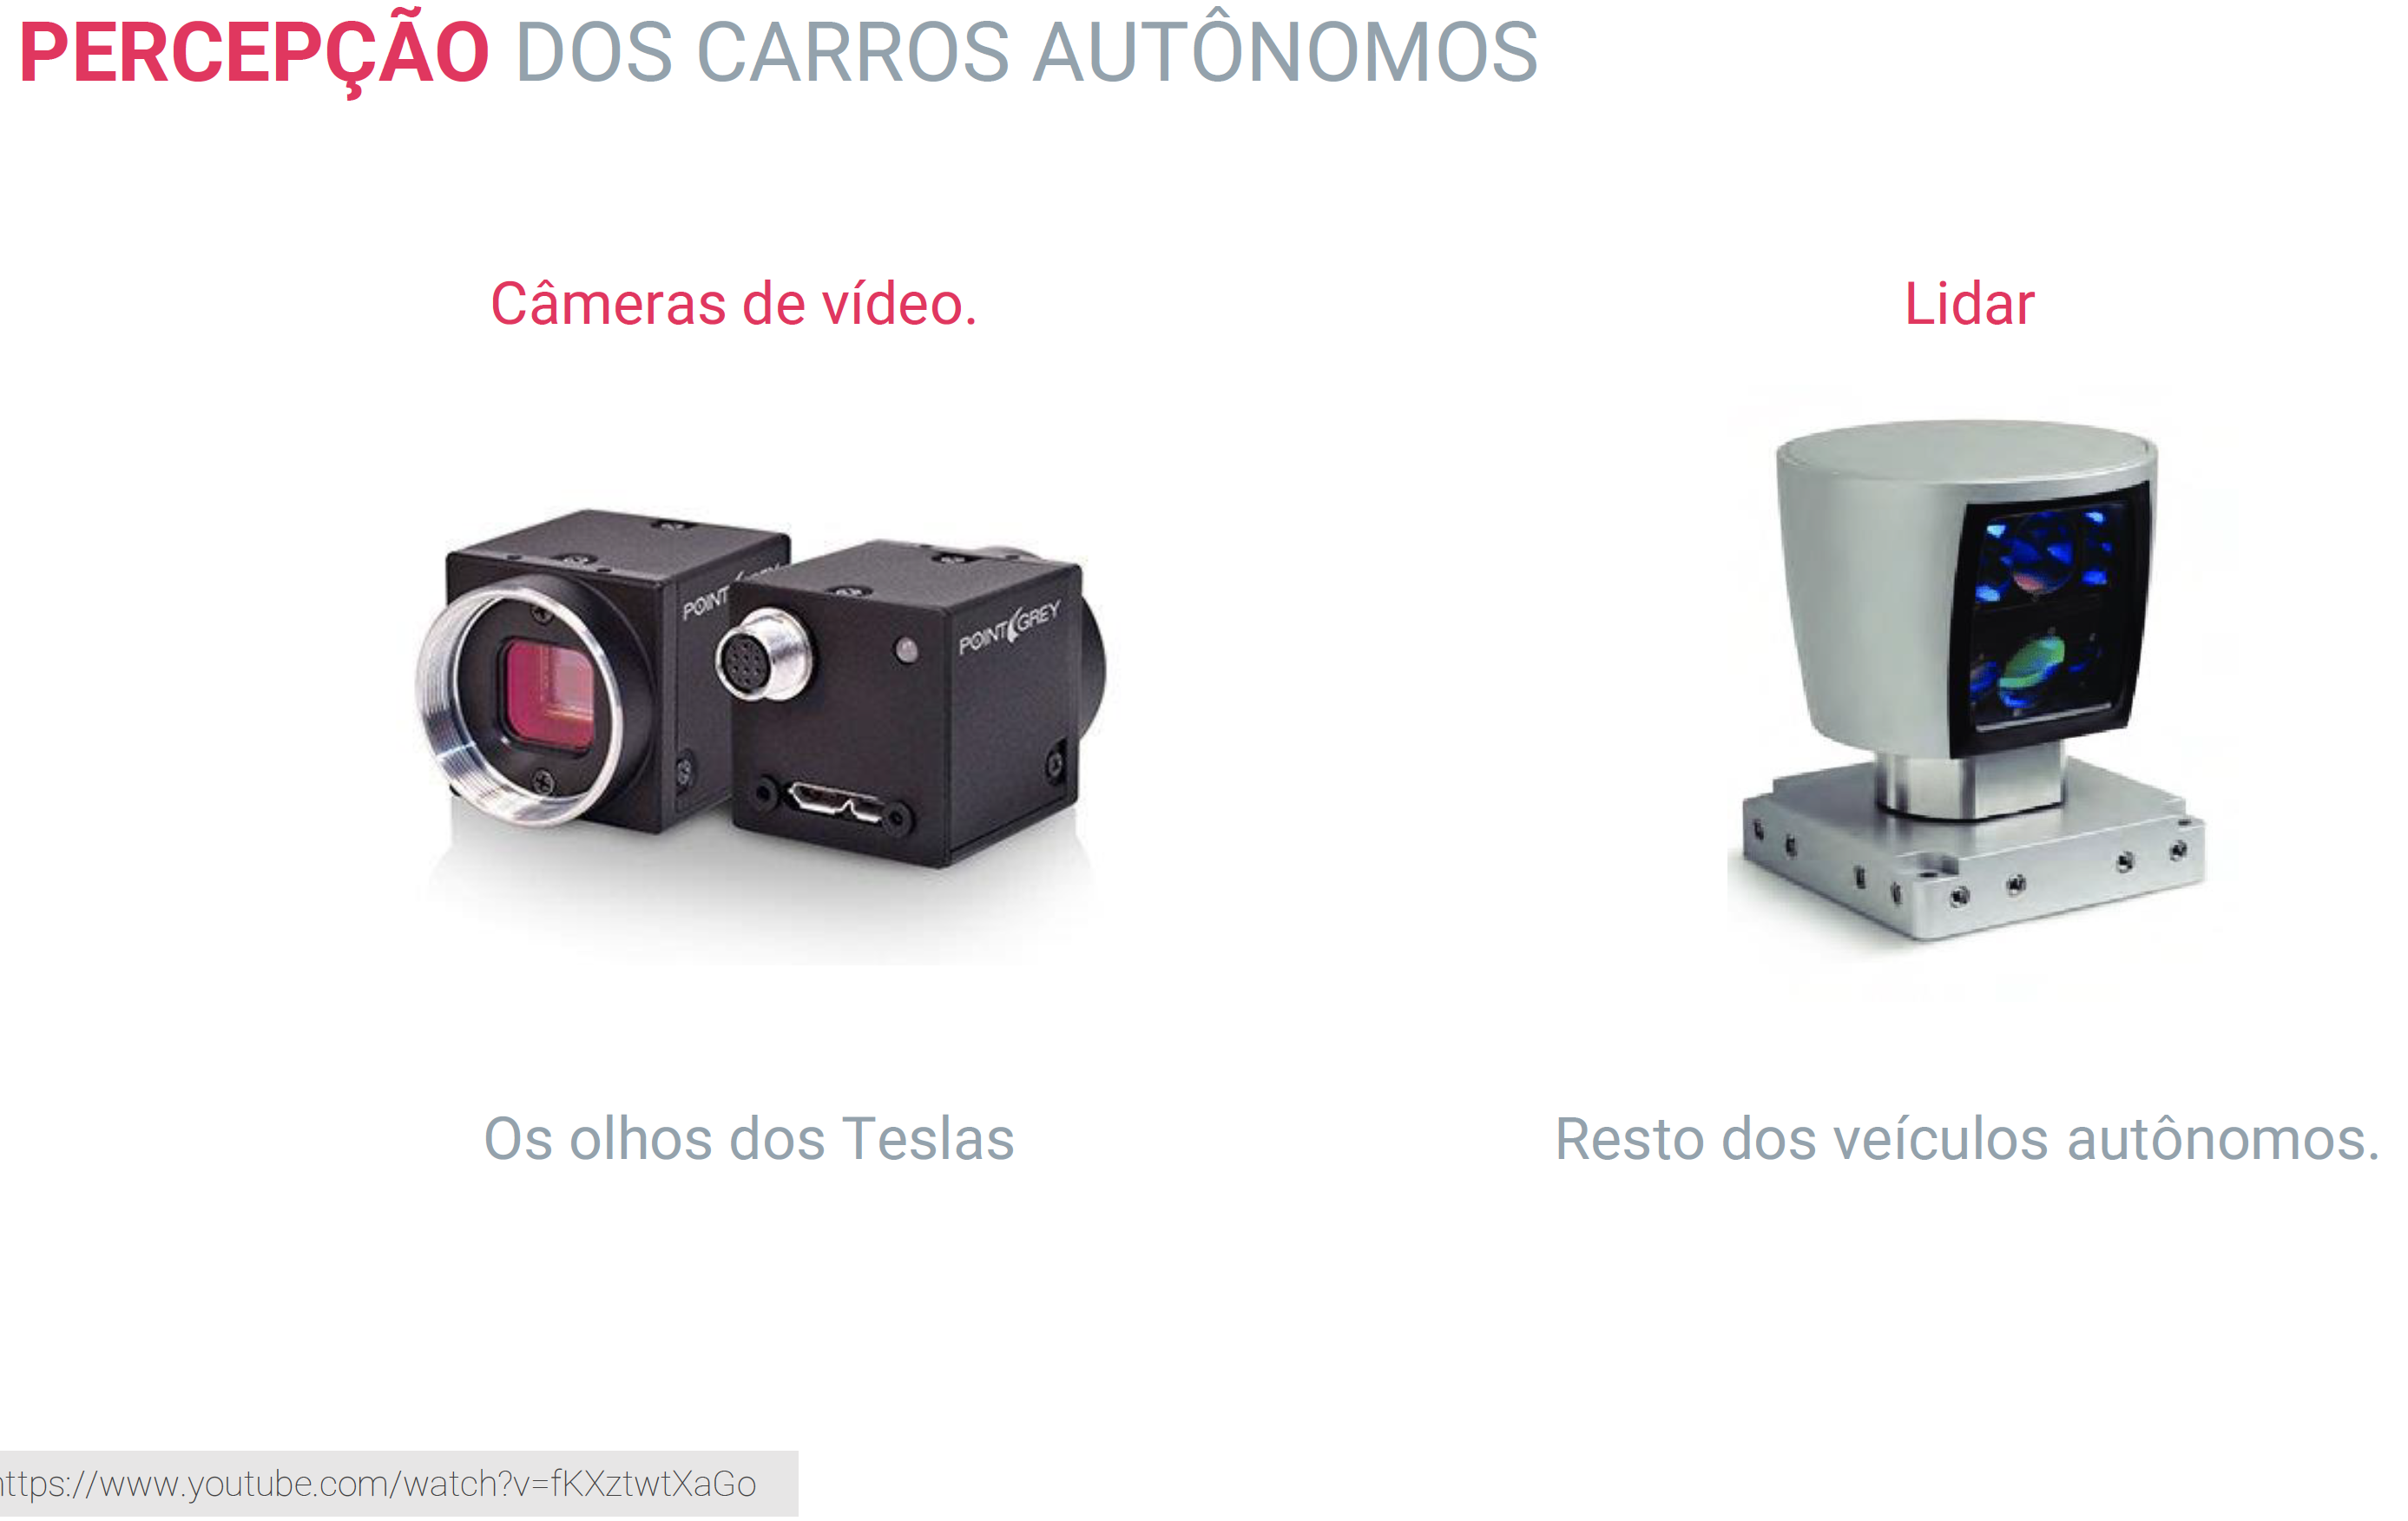 PERCEPÇÃO DOS CARROS AUTÔNOMOS
Câmeras de vídeo.
Lidar
POINT
POINT GREY
Os olhos dos Teslas
Resto dos veículos autônomos.
ttps://www.youtube.com/watch?v=fKXztwtXaGo